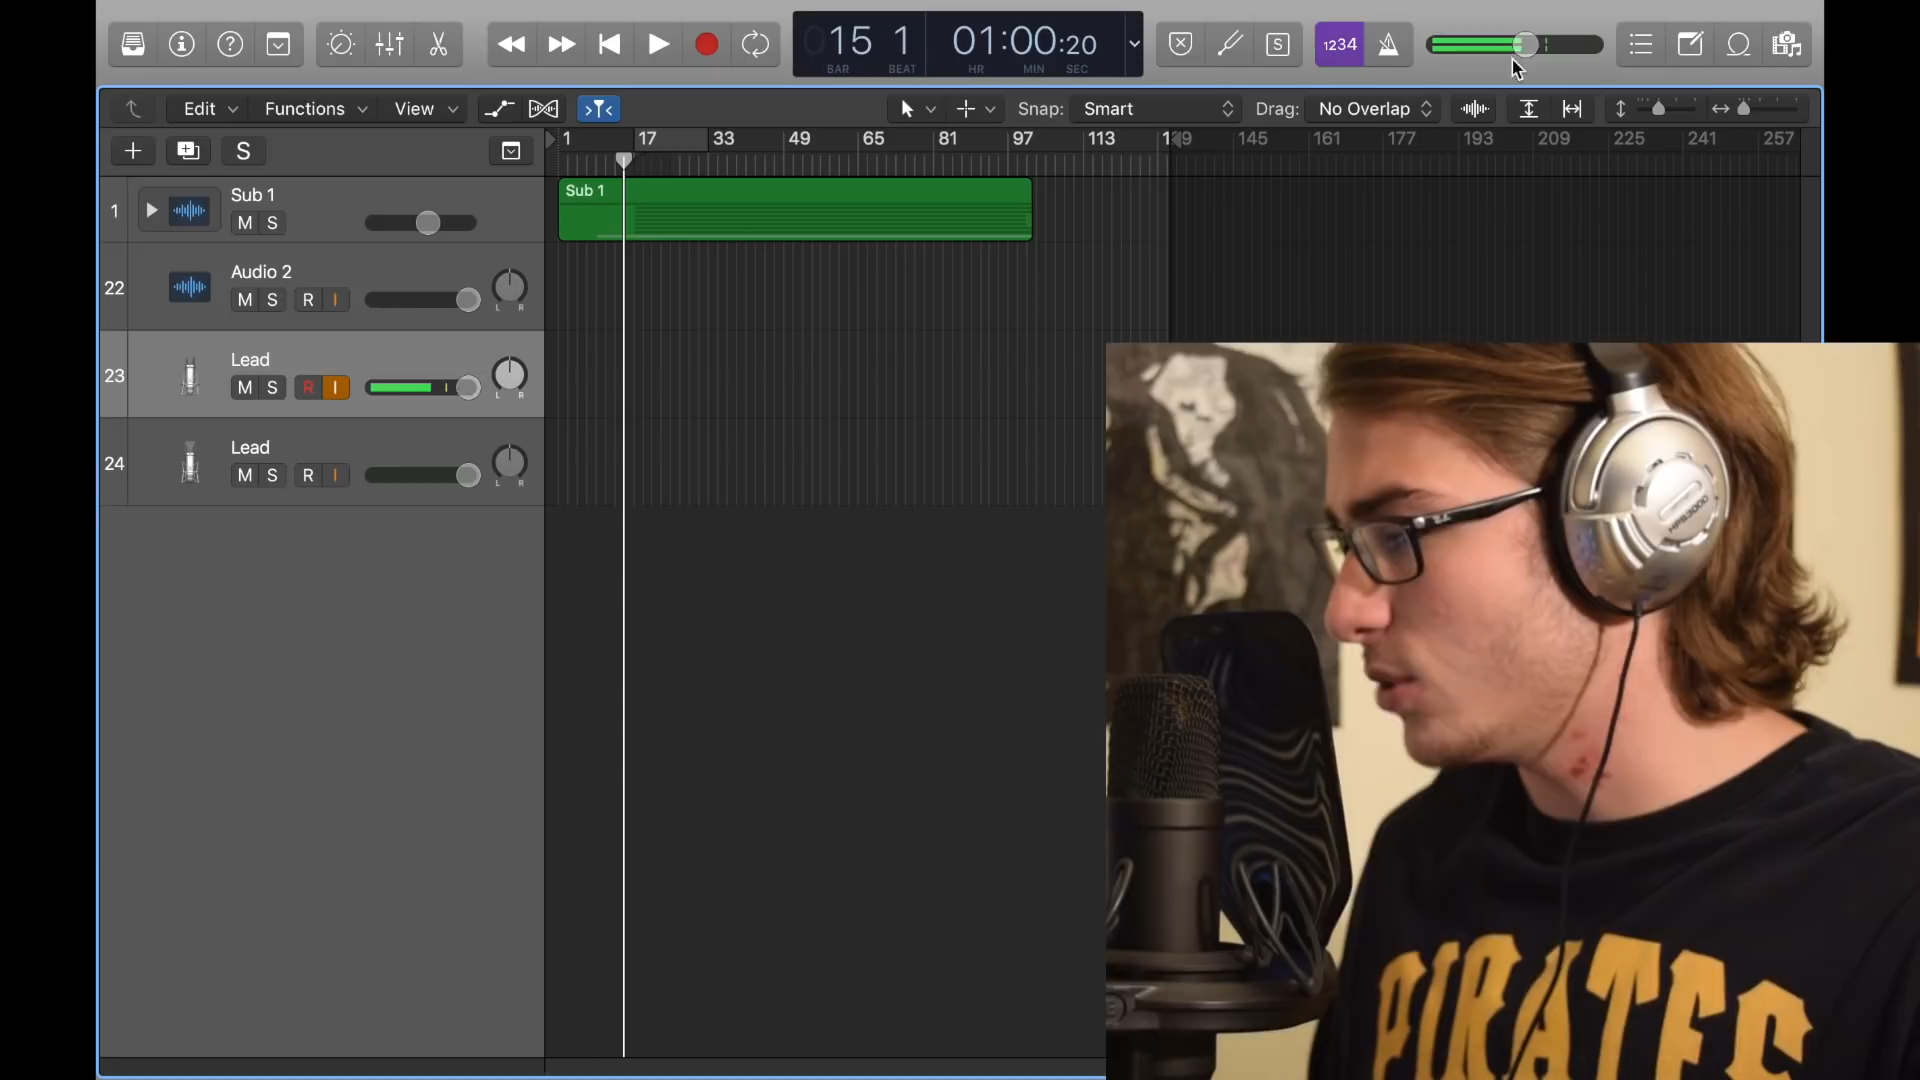 15 1 01:00:20
BAR BEAT HR MIN SEC
S 1234
Edit Functions View Snap: Smart Drag: No Overlap
S
1 17 33 49 65 81 97 113 145 161 177 193 209 225 241 257
1 Sub 1
M S
Sub 1
22 Audio 2
M S R I
L R
23 Lead
M S R I
L R
24 Lead
M S R I
L R
HPS3000
PIRATES